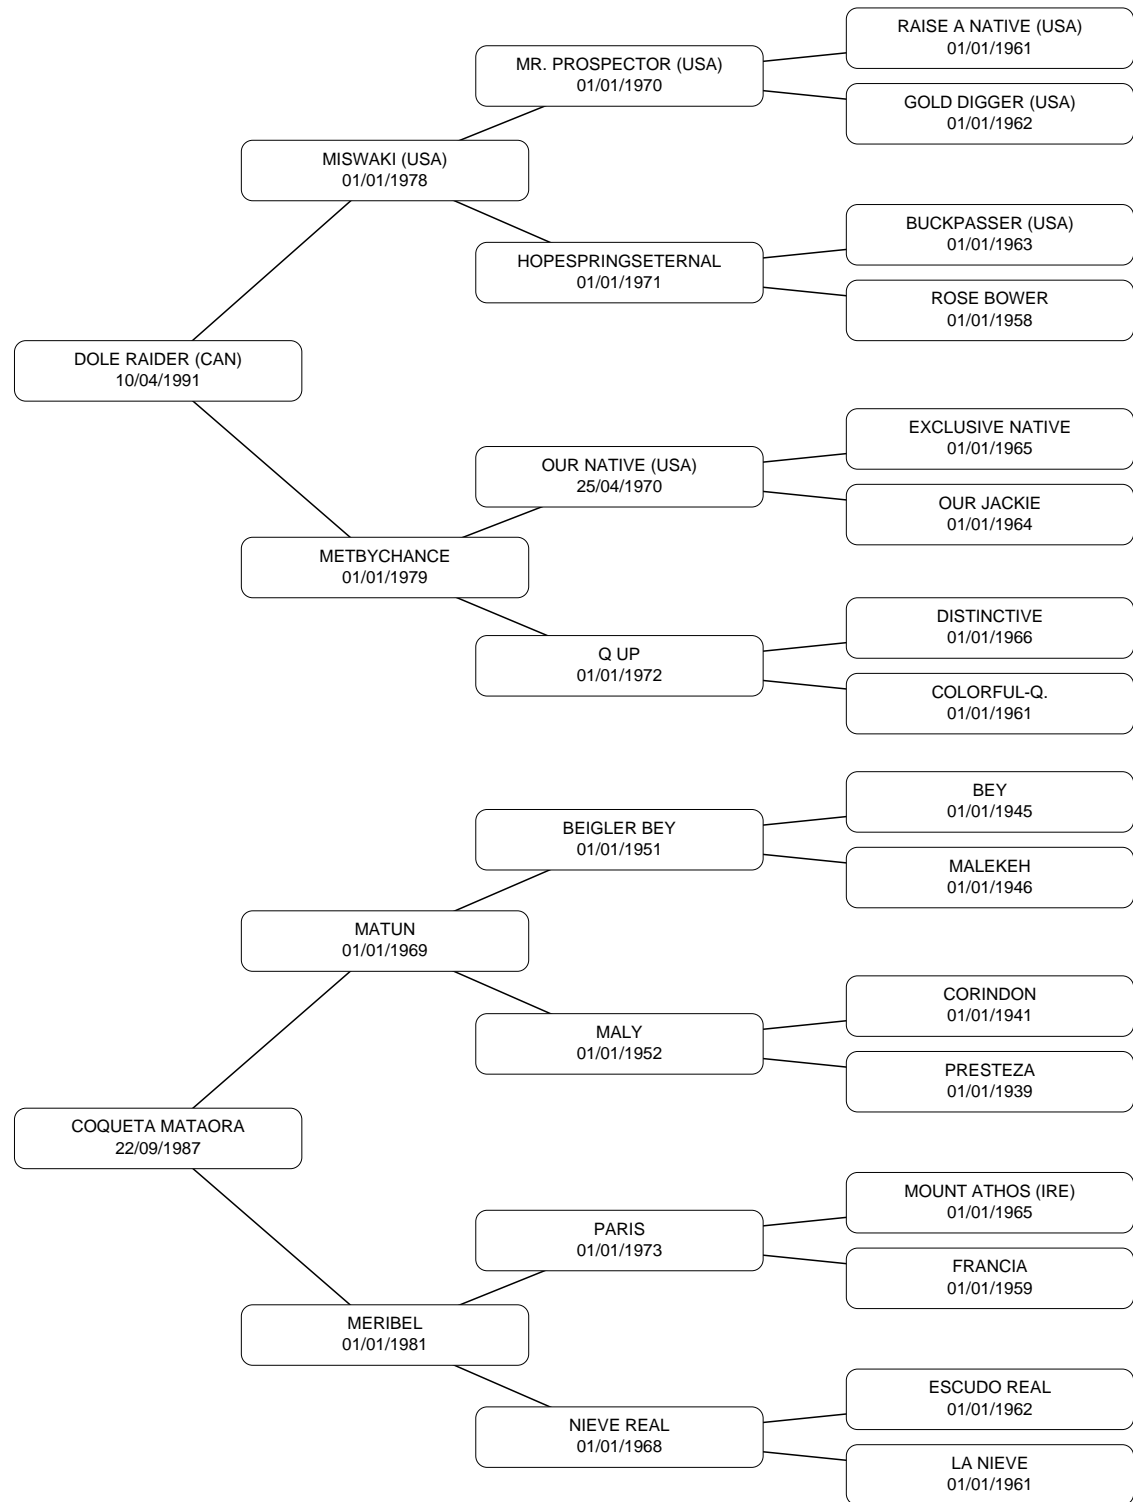 RAISE A NATIVE (USA)
01/01/1961
MR. PROSPECTOR (USA)
01/01/1970
GOLD DIGGER (USA)
01/01/1962
MISWAKI (USA)
01/01/1978
BUCKPASSER (USA)
01/01/1963
HOPESPRINGSETERNAL
01/01/1971
ROSE BOWER
01/01/1958
DOLE RAIDER (CAN)
10/04/1991
EXCLUSIVE NATIVE
01/01/1965
OUR NATIVE (USA)
25/04/1970
OUR JACKIE
01/01/1964
METBYCHANCE
01/01/1979
DISTINCTIVE
01/01/1966
Q UP
01/01/1972
COLORFUL-Q.
01/01/1961
BEY
01/01/1945
BEIGLER BEY
01/01/1951
MALEKEH
01/01/1946
MATUN
01/01/1969
CORINDON
01/01/1941
MALY
01/01/1952
PRESTEZA
01/01/1939
COQUETA MATAORA
22/09/1987
MOUNT ATHOS (IRE)
01/01/1965
PARIS
01/01/1973
FRANCIA
01/01/1959
MERIBEL
01/01/1981
ESCUDO REAL
01/01/1962
NIEVE REAL
01/01/1968
LA NIEVE
01/01/1961